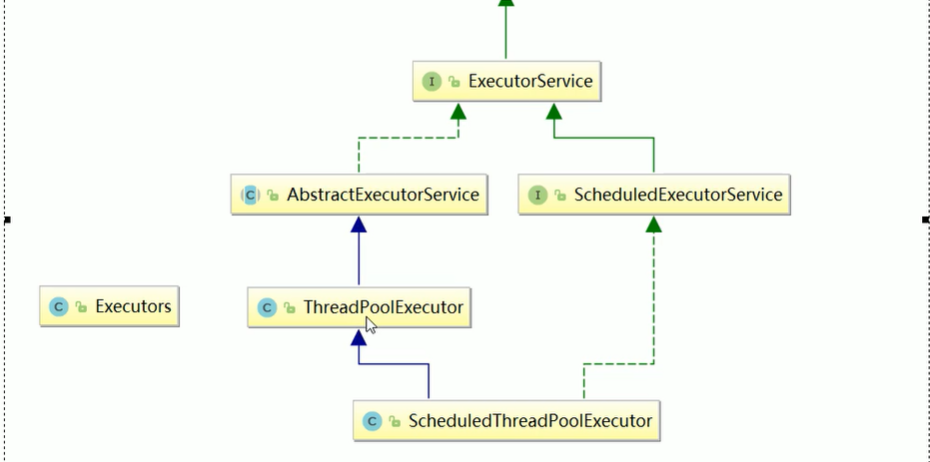 I ExecutorService
C AbstractExecutorService
I ScheduledExecutorService
C Executors
C ThreadPoolExecutor
C ScheduledThreadPoolExecutor